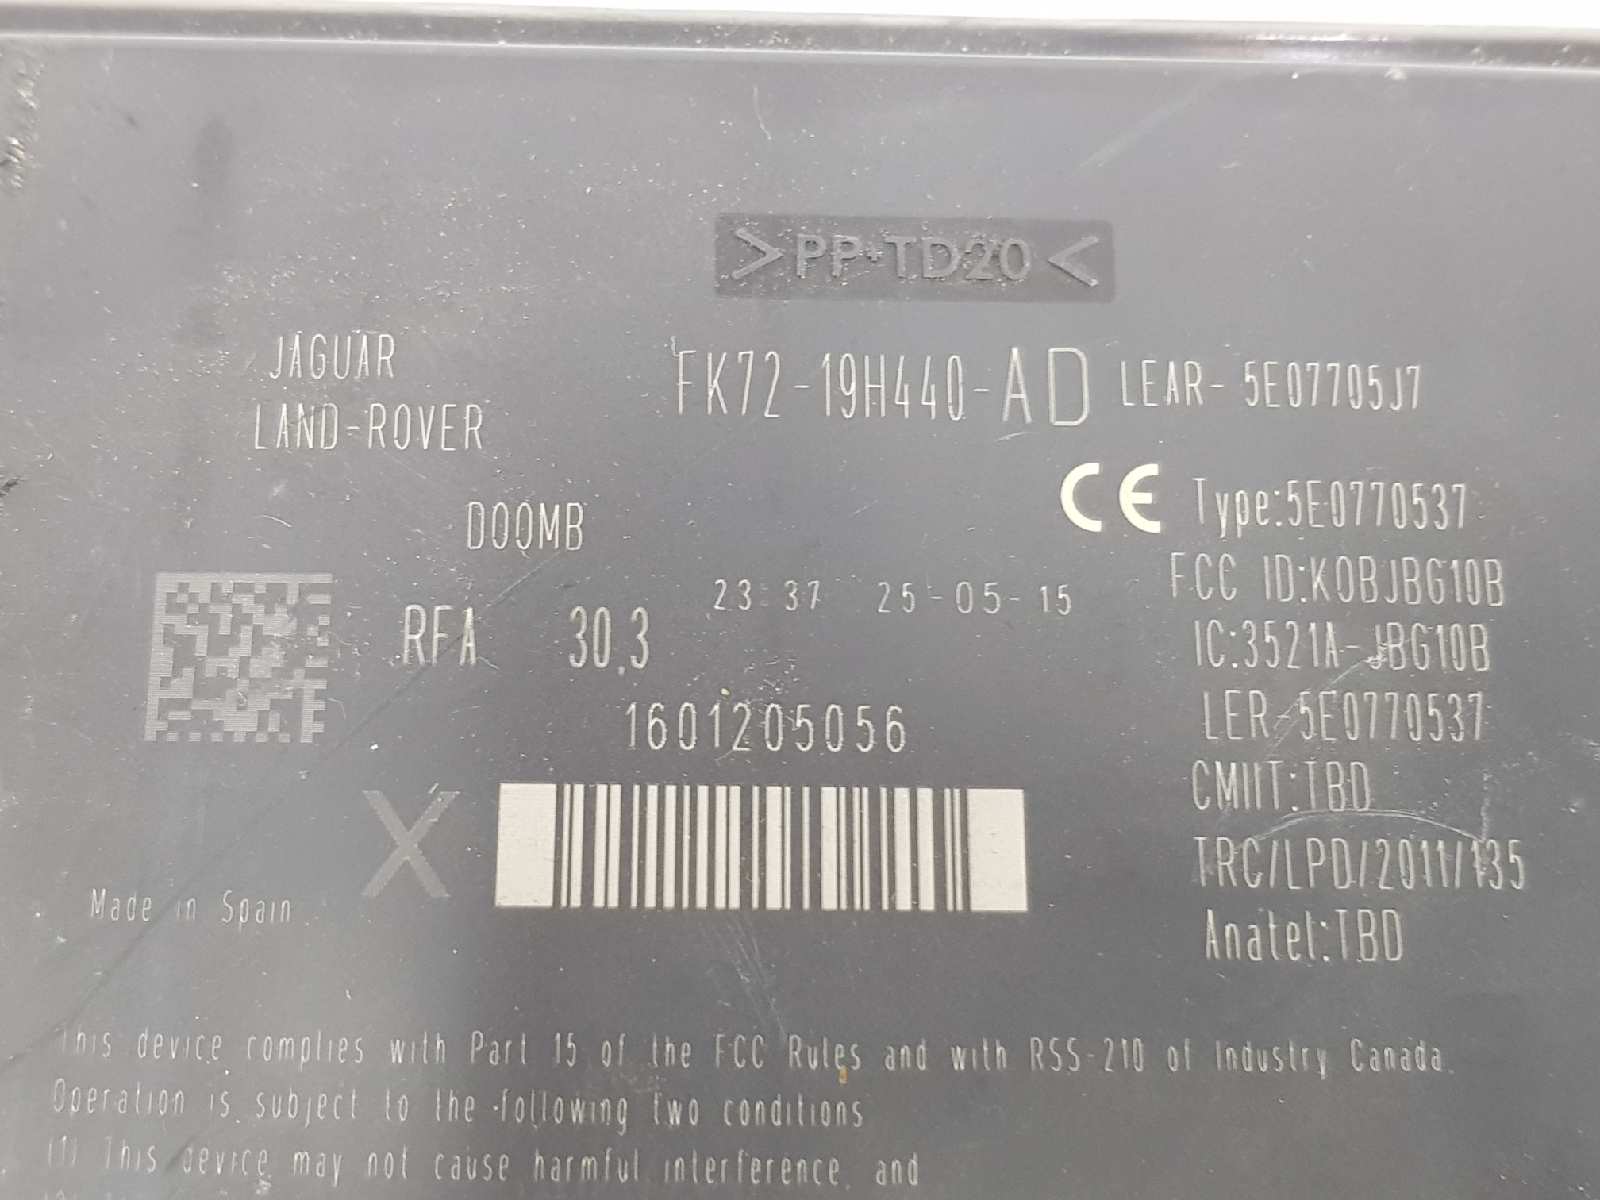 >PP-TD20<
JAGUAR
LAND-ROVER
FK72-19H440-AD LEAR-5E07705J7
D00MB
CE Type:5E0770537
23:37 25-05-15
FCC ID:KOBJBG10B
RFA 30.3
IC:3521A-JBG10B
1601205056
LER-5E0770537
CMIIT:TBD
X
TRC/LPD/2011/135
Made in Spain
Anatel:TBD
This device complies with Part 15 of the FCC Rules and with RSS-210 of Industry Canada.
Operation is subject to the following two conditions
(1) This device may not cause harmful interference, and